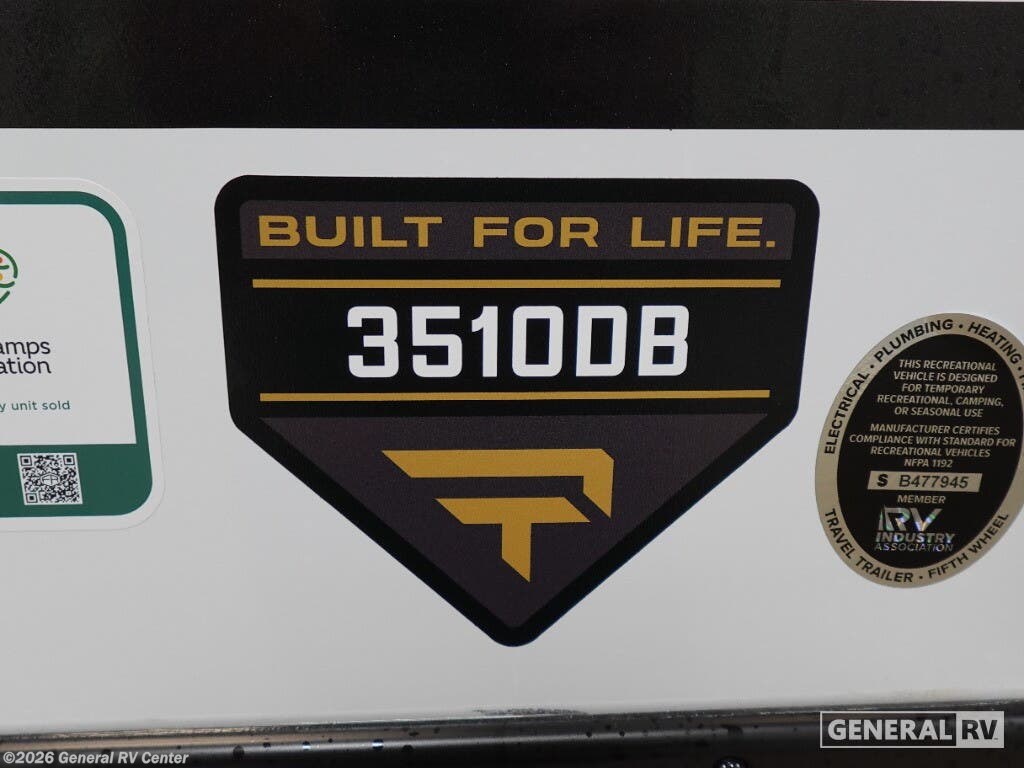 BUILT FOR LIFE.
3510DB
amps
ation
y unit sold
ELECTRICAL • PLUMBING • HEATING •
THIS RECREATIONAL
VEHICLE IS DESIGNED
FOR TEMPORARY
RECREATIONAL, CAMPING,
OR SEASONAL USE
MANUFACTURER CERTIFIES
COMPLIANCE WITH STANDARD FOR
RECREATIONAL VEHICLES
NFPA 1192
S B477945
MEMBER
RV
INDUSTRY
ASSOCIATION
TRAVEL TRAILER • FIFTH WHEEL
GENERAL RV
©2026 General RV Center